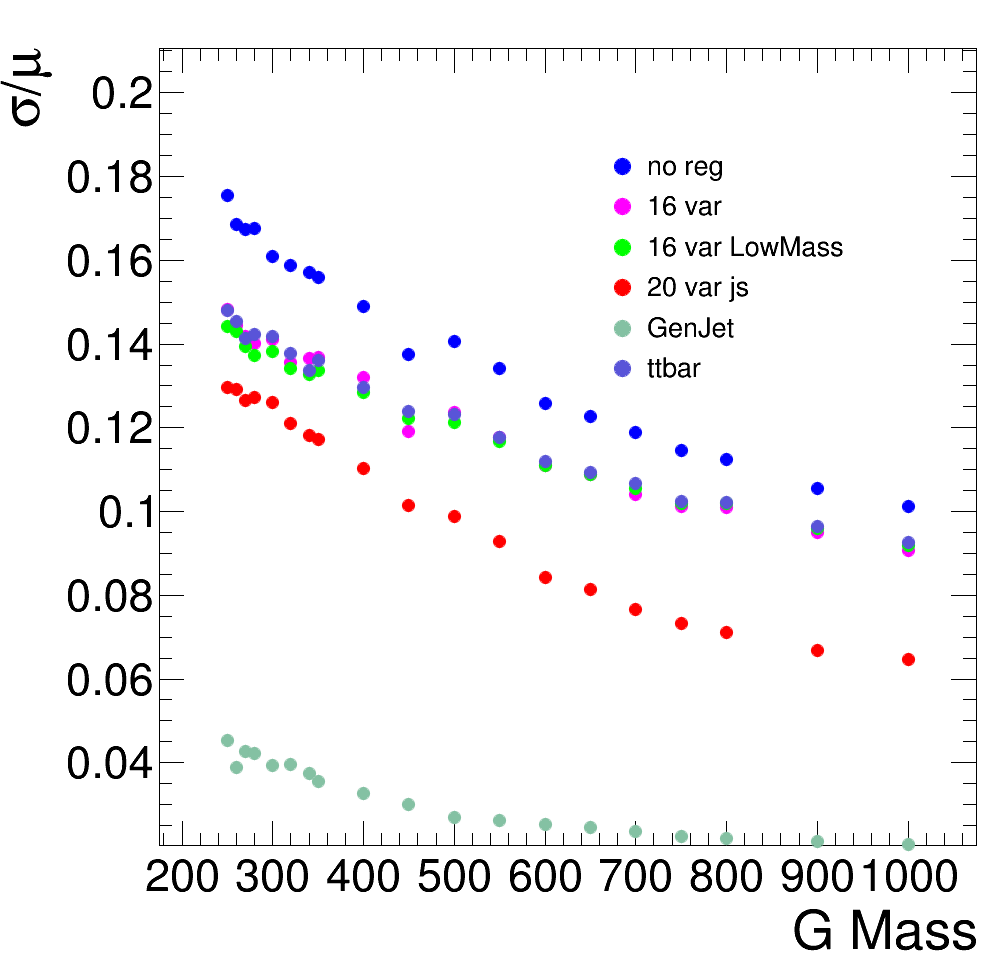 σ/μ
0.2
0.18
0.16
0.14
0.12
0.1
0.08
0.06
0.04
no reg
16 var
16 var LowMass
20 var js
GenJet
ttbar
200 300 400 500 600 700 800 900 1000
G Mass